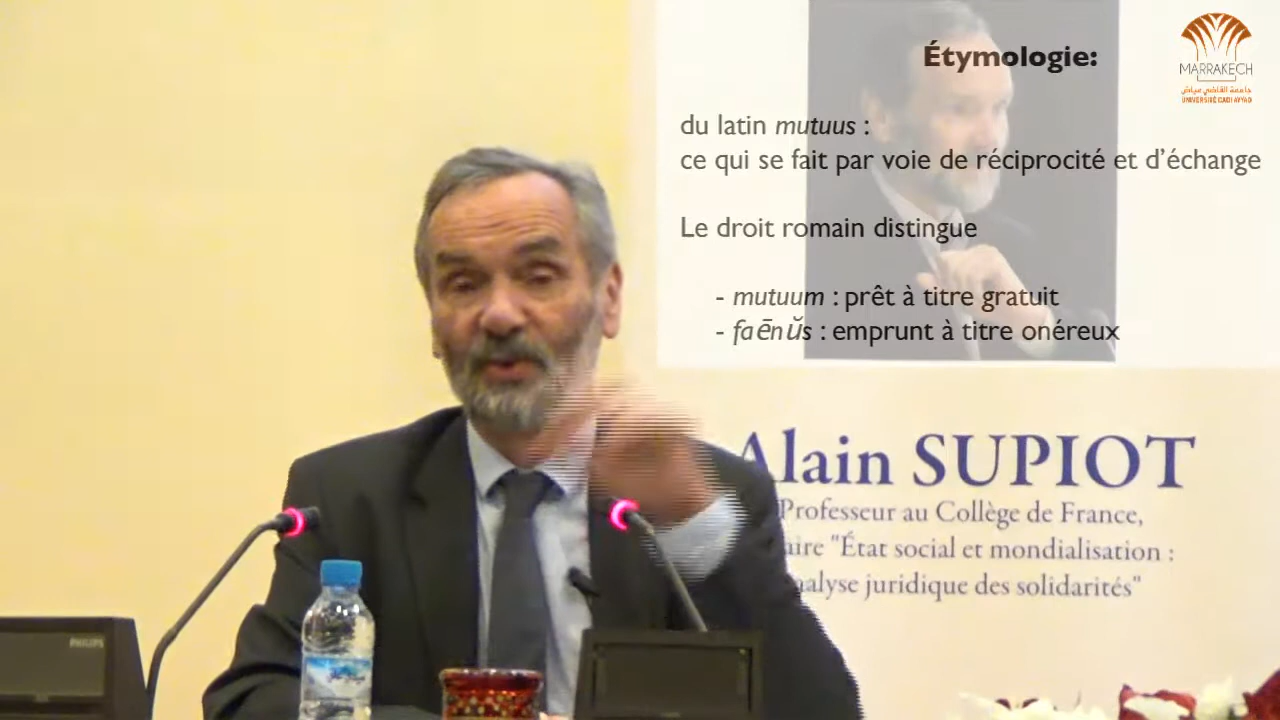 Étymologie:
MARRAKECH
جامعة القاضي عياض
UNIVERSITÉ CADI AYYAD
du latin mutuus :
ce qui se fait par voie de réciprocité et d’échange
Le droit romain distingue
- mutuum : prêt à titre gratuit
- faēnŭs : emprunt à titre onéreux
Alain SUPIOT
Professeur au Collège de France,
aire "État social et mondialisation :
nalyse juridique des solidarités"
PHILIPS